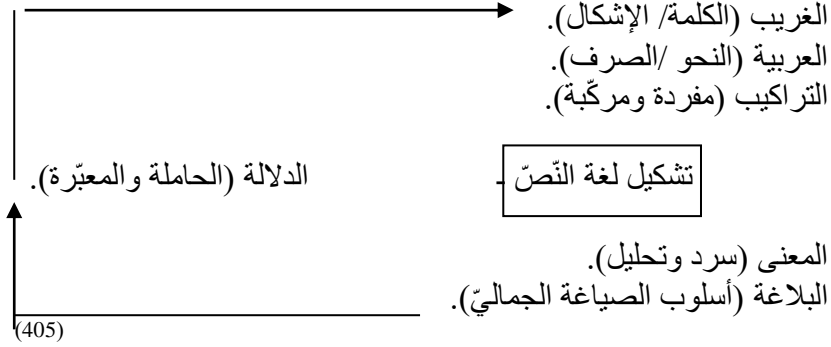 الغريب (الكلمة/ الإشكال).
العربية (النحو /الصرف).
التراكيب (مفردة ومركّبة).
تشكيل لغة النّصّ - الدلالة (الحاملة والمعبّرة).
المعنى (سرد وتحليل).
البلاغة (أسلوب الصياغة الجماليّ).
(405)